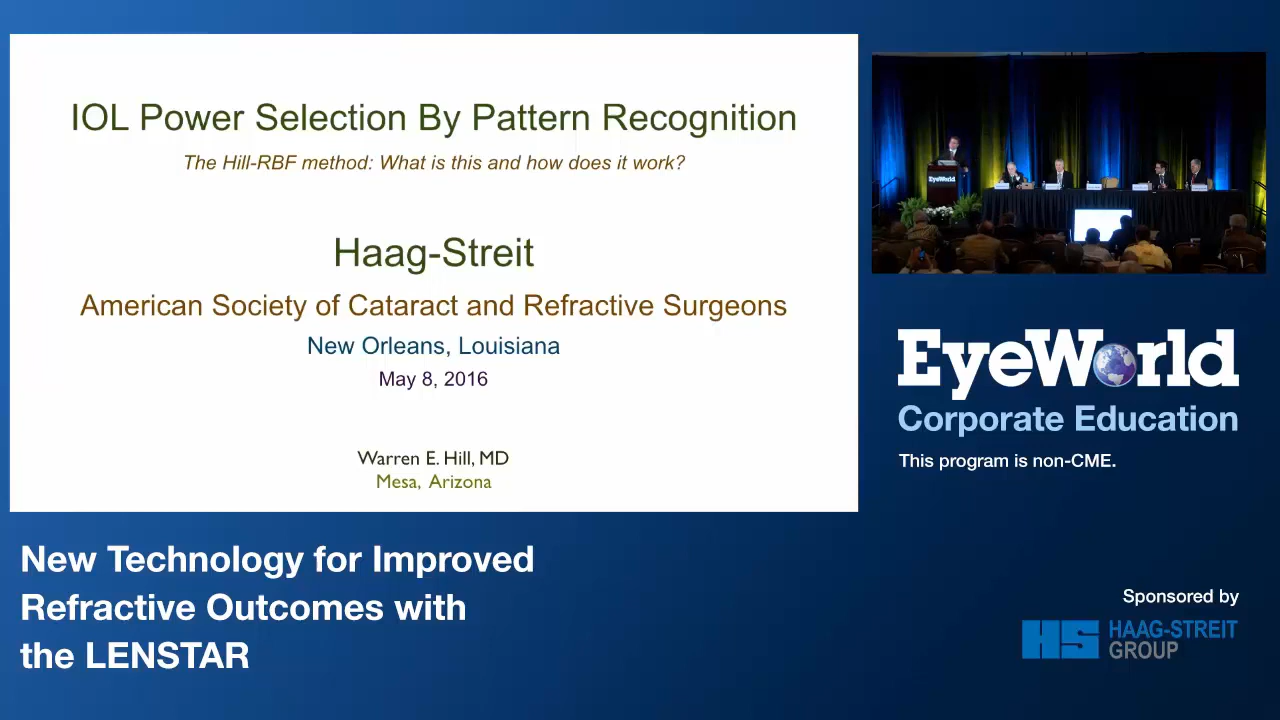 IOL Power Selection By Pattern Recognition
The Hill-RBF method: What is this and how does it work?
Haag-Streit
American Society of Cataract and Refractive Surgeons
New Orleans, Louisiana
May 8, 2016
Warren E. Hill, MD
Mesa, Arizona
EyeWorld
EyeWorld
Corporate Education
This program is non-CME.
New Technology for Improved
Refractive Outcomes with
the LENSTAR
Sponsored by
HS HAAG-STREIT
GROUP